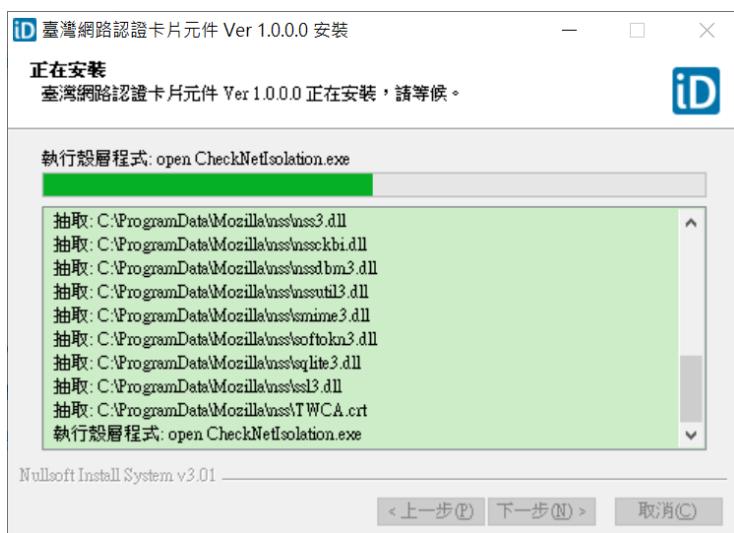 iD 臺灣網路認證卡片元件 Ver 1.0.0.0 安裝
正在安裝
臺灣網路認證卡片元件 Ver 1.0.0.0 正在安裝，請等候。
iD
執行殼層程式: open CheckNetIsolation.exe
抽取: C:\ProgramData\Mozilla\nss\nss3.dll
抽取: C:\ProgramData\Mozilla\nss\nssckbi.dll
抽取: C:\ProgramData\Mozilla\nss\nssdbm3.dll
抽取: C:\ProgramData\Mozilla\nss\nssutil3.dll
抽取: C:\ProgramData\Mozilla\nss\smime3.dll
抽取: C:\ProgramData\Mozilla\nss\softokn3.dll
抽取: C:\ProgramData\Mozilla\nss\sqlite3.dll
抽取: C:\ProgramData\Mozilla\nss\ssl3.dll
抽取: C:\ProgramData\Mozilla\nss\TWCA.crt
執行殼層程式: open CheckNetIsolation.exe
Nullsoft Install System v3.01
< 上一步(P) 下一步(N) > 取消(C)